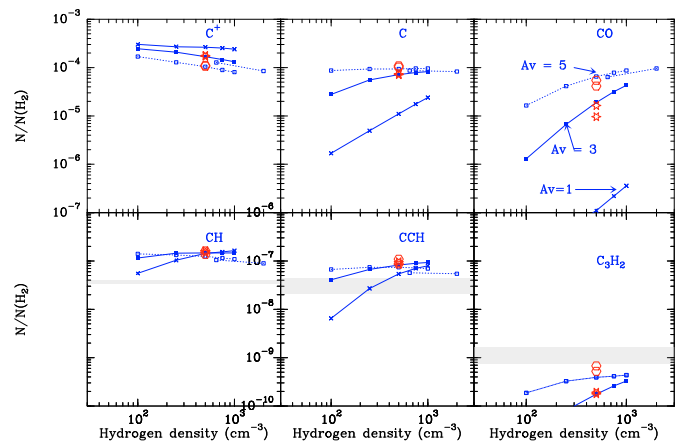 C⁺ C CO
10⁻³
10⁻⁴
10⁻⁵
10⁻⁶
10⁻⁷
N/N(H₂)
Av = 5
Av = 3
Av=1
10⁻⁶
10⁻⁷
10⁻⁸
10⁻⁹
10⁻¹⁰
N/N(H₂)
CH CCH C₃H₂
10² 10³ 10² 10³ 10² 10³
Hydrogen density (cm⁻³) Hydrogen density (cm⁻³) Hydrogen density (cm⁻³)